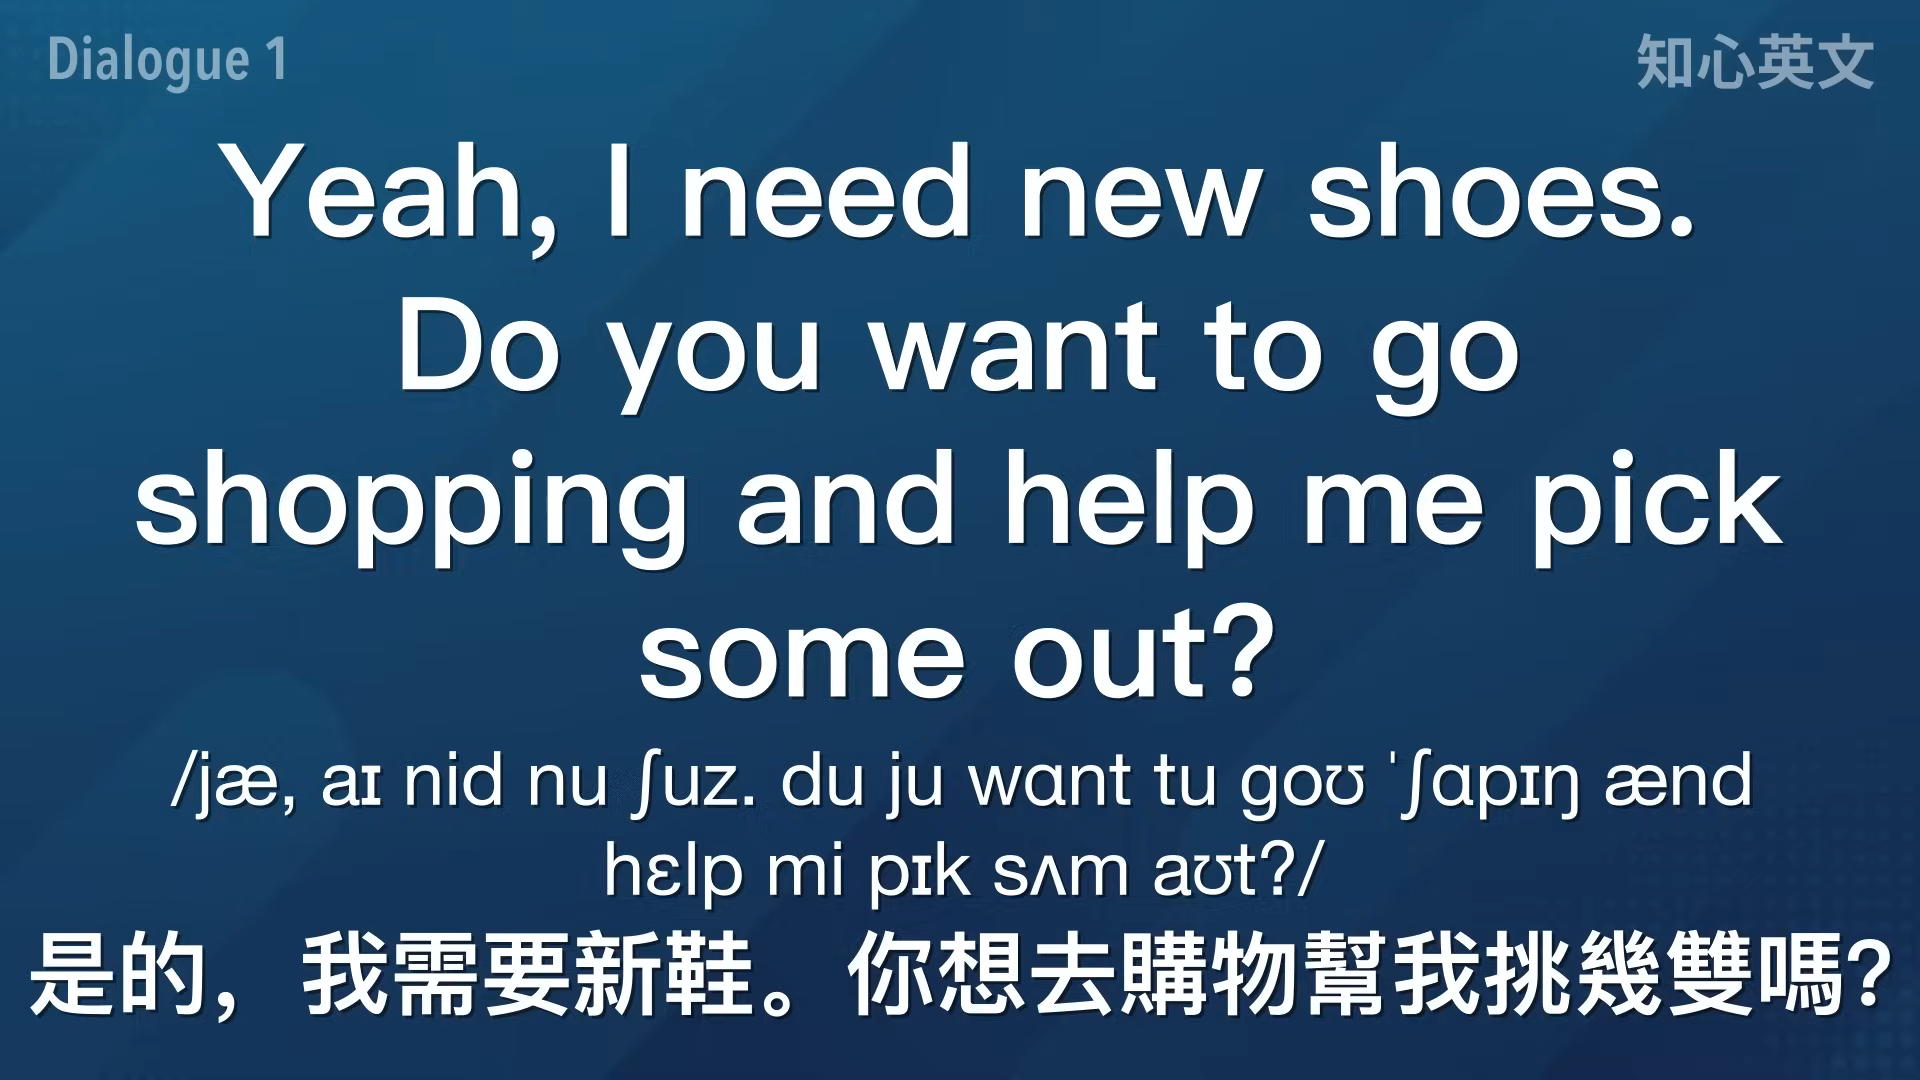 Dialogue 1
知心英文
Yeah, I need new shoes.
Do you want to go
shopping and help me pick
some out?
/jæ, aɪ nid nu ʃuz. du ju wɑnt tu goʊ ˈʃɑpɪŋ ænd
hɛlp mi pɪk sʌm aʊt?/
是的，我需要新鞋。你想去購物幫我挑幾雙嗎？